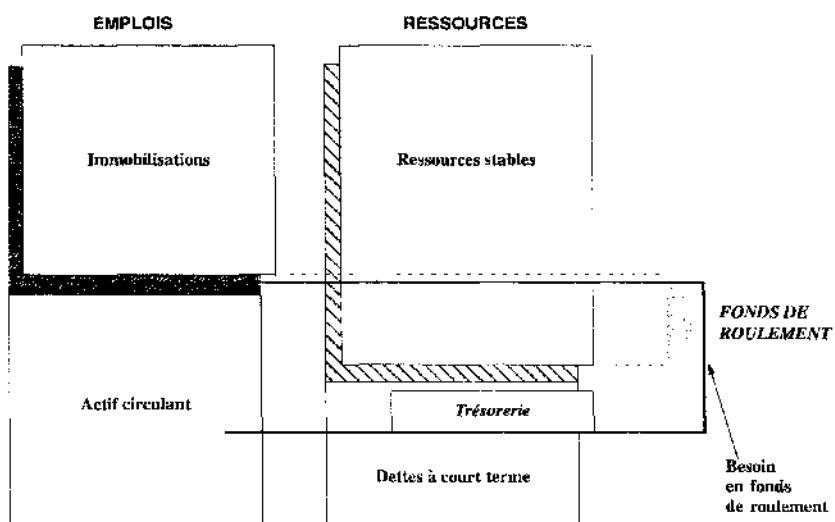 EMPLOIS
RESSOURCES
Immobilisations
Ressources stables
FONDS DE
ROULEMENT
Actif circulant
Trésorerie
Dettes à court terme
Besoin
en fonds
de roulement